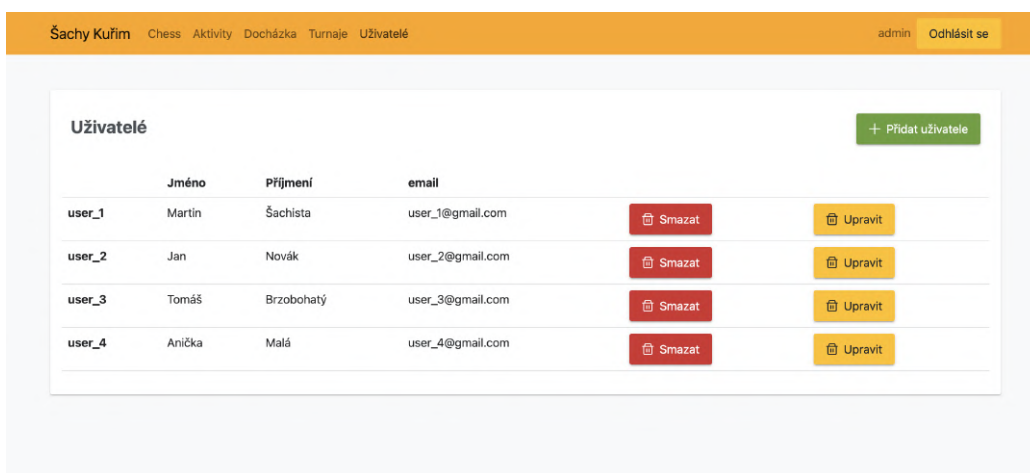 Šachy Kuřim Chess Aktivity Docházka Turnaje Uživatelé admin Odhlásit se
Uživatelé + Přidat uživatele
Jméno Příjmení email
user_1 Martin Šachista user_1@gmail.com Smazat Upravit
user_2 Jan Novák user_2@gmail.com Smazat Upravit
user_3 Tomáš Brzobohatý user_3@gmail.com Smazat Upravit
user_4 Anička Malá user_4@gmail.com Smazat Upravit